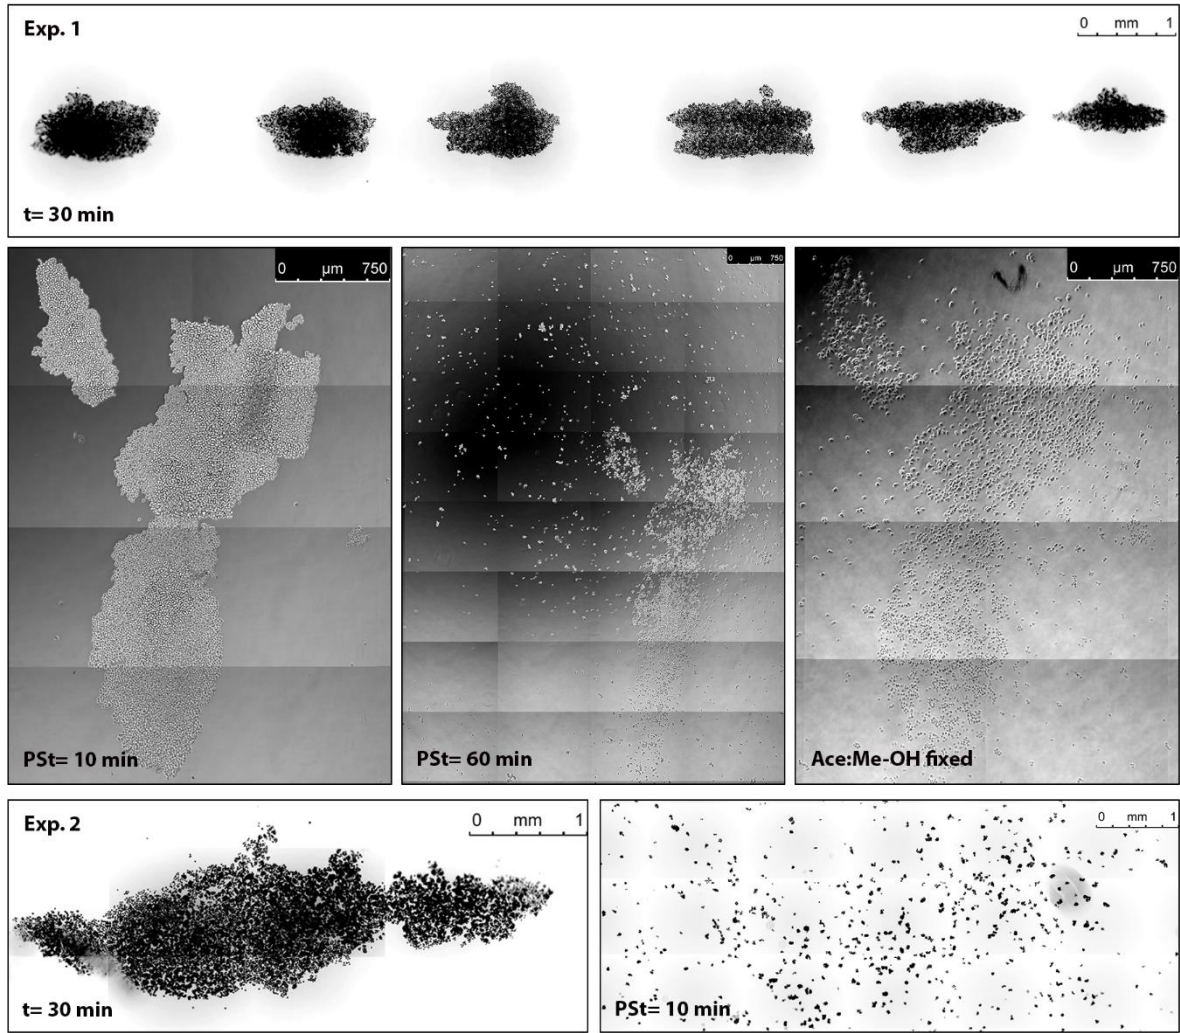 Exp. 1
0 mm 1
t= 30 min
0 µm 750
PSt= 10 min
0 µm 750
PSt= 60 min
0 µm 750
Ace:Me-OH fixed
Exp. 2
0 mm 1
t= 30 min
0 mm 1
PSt= 10 min